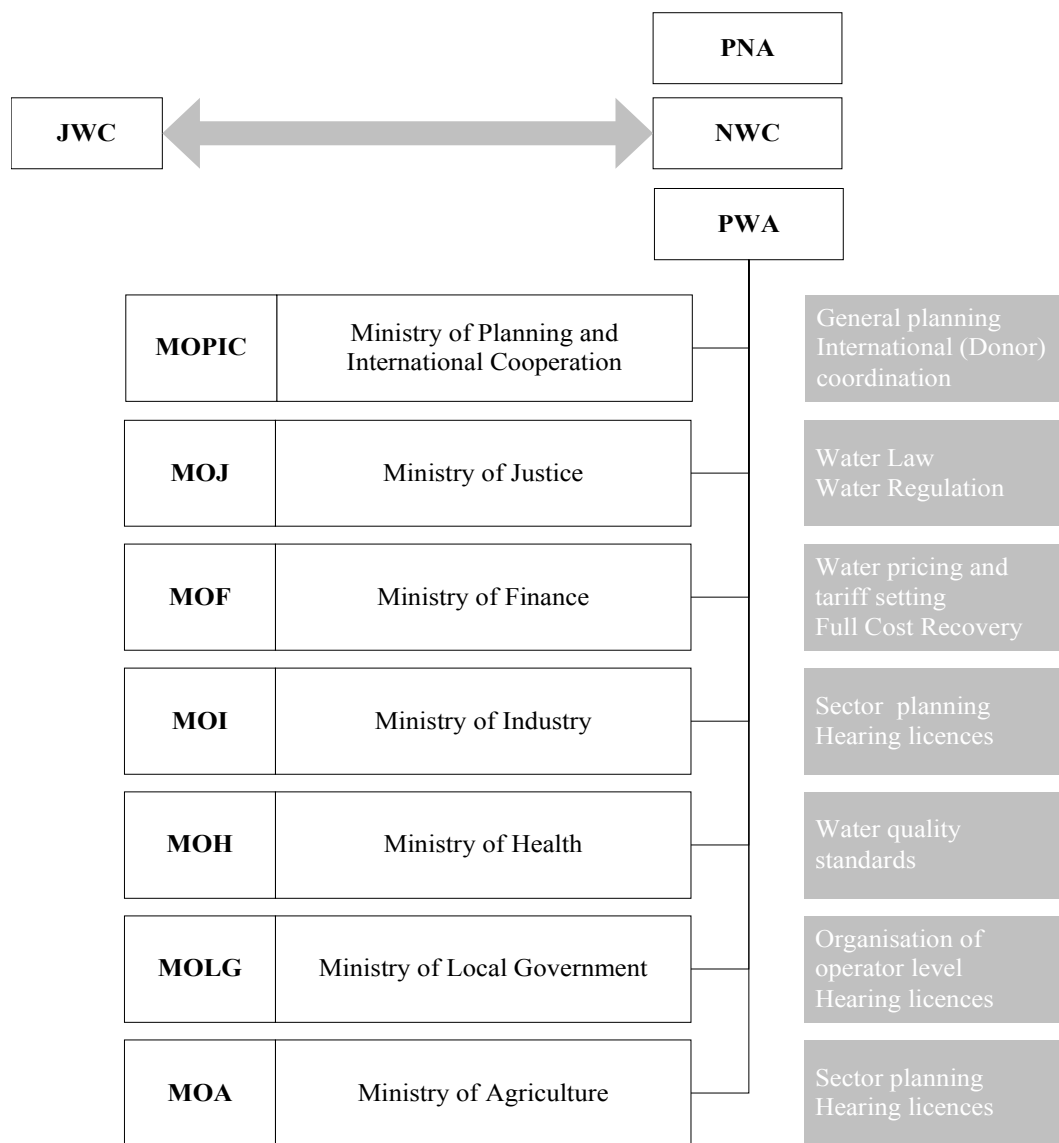 PNA
JWC
NWC
PWA
MOPIC
Ministry of Planning and
International Cooperation
General planning
International (Donor)
coordination
MOJ
Ministry of Justice
Water Law
Water Regulation
MOF
Ministry of Finance
Water pricing and
tariff setting
Full Cost Recovery
MOI
Ministry of Industry
Sector planning
Hearing licences
MOH
Ministry of Health
Water quality
standards
MOLG
Ministry of Local Government
Organisation of
operator level
Hearing licences
MOA
Ministry of Agriculture
Sector planning
Hearing licences